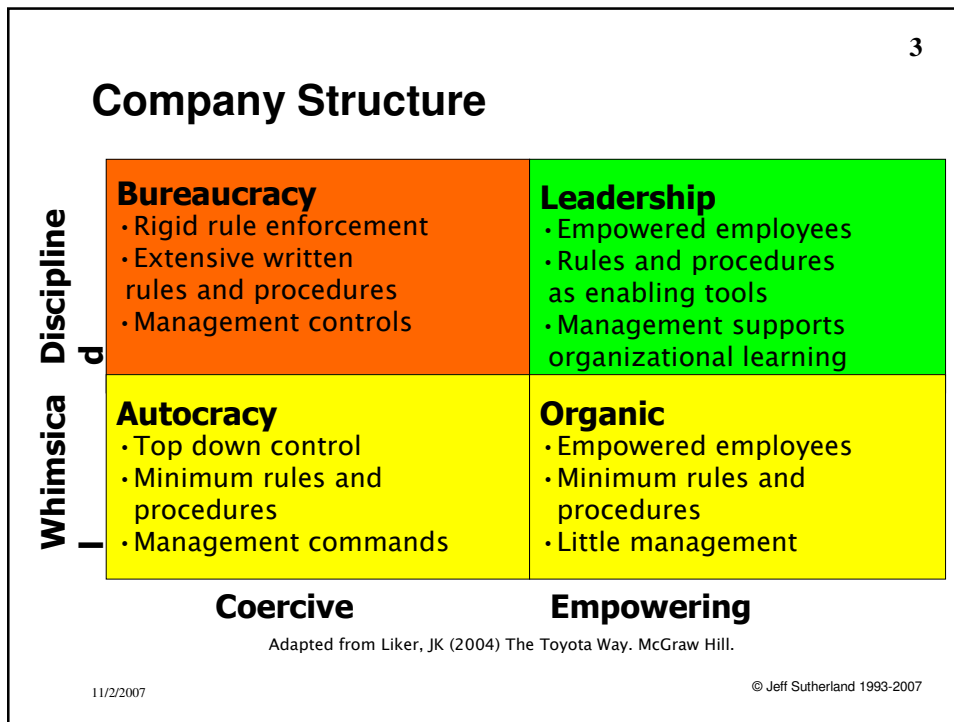 3
Company Structure
Discipline
d
Bureaucracy
·Rigid rule enforcement
·Extensive written
rules and procedures
·Management controls
Leadership
·Empowered employees
·Rules and procedures
as enabling tools
·Management supports
organizational learning
Whimsica
l
Autocracy
·Top down control
·Minimum rules and
procedures
·Management commands
Organic
·Empowered employees
·Minimum rules and
procedures
·Little management
Coercive
Empowering
Adapted from Liker, JK (2004) The Toyota Way. McGraw Hill.
11/2/2007
© Jeff Sutherland 1993-2007